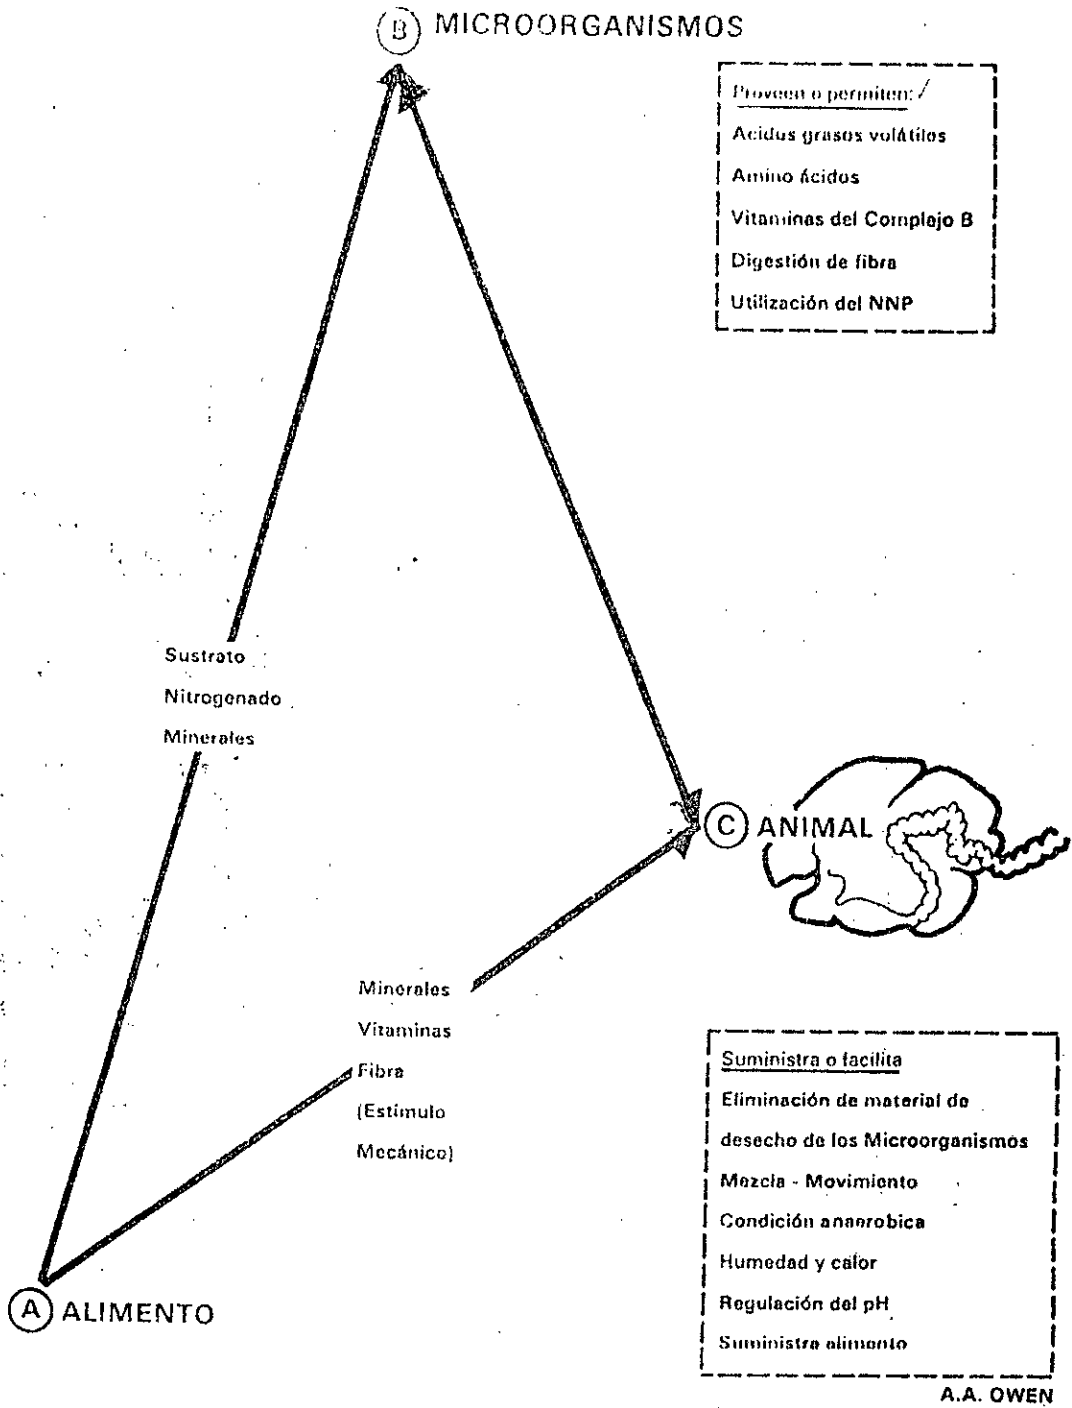 B MICROORGANISMOS
Proveen o permiten:
Acidos grasos volátiles
Amino ácidos
Vitaminas del Complejo B
Digestión de fibra
Utilización del NNP
Sustrato
Nitrogenado
Minerales
C ANIMAL
Minerales
Vitaminas
Fibra
(Estímulo
Mecánico)
Suministra o facilita
Eliminación de material de
desecho de los Microorganismos
Mezcla - Movimiento
Condición anaerobica
Humedad y calor
Regulación del pH
Suministra alimento
A ALIMENTO
A.A. OWEN